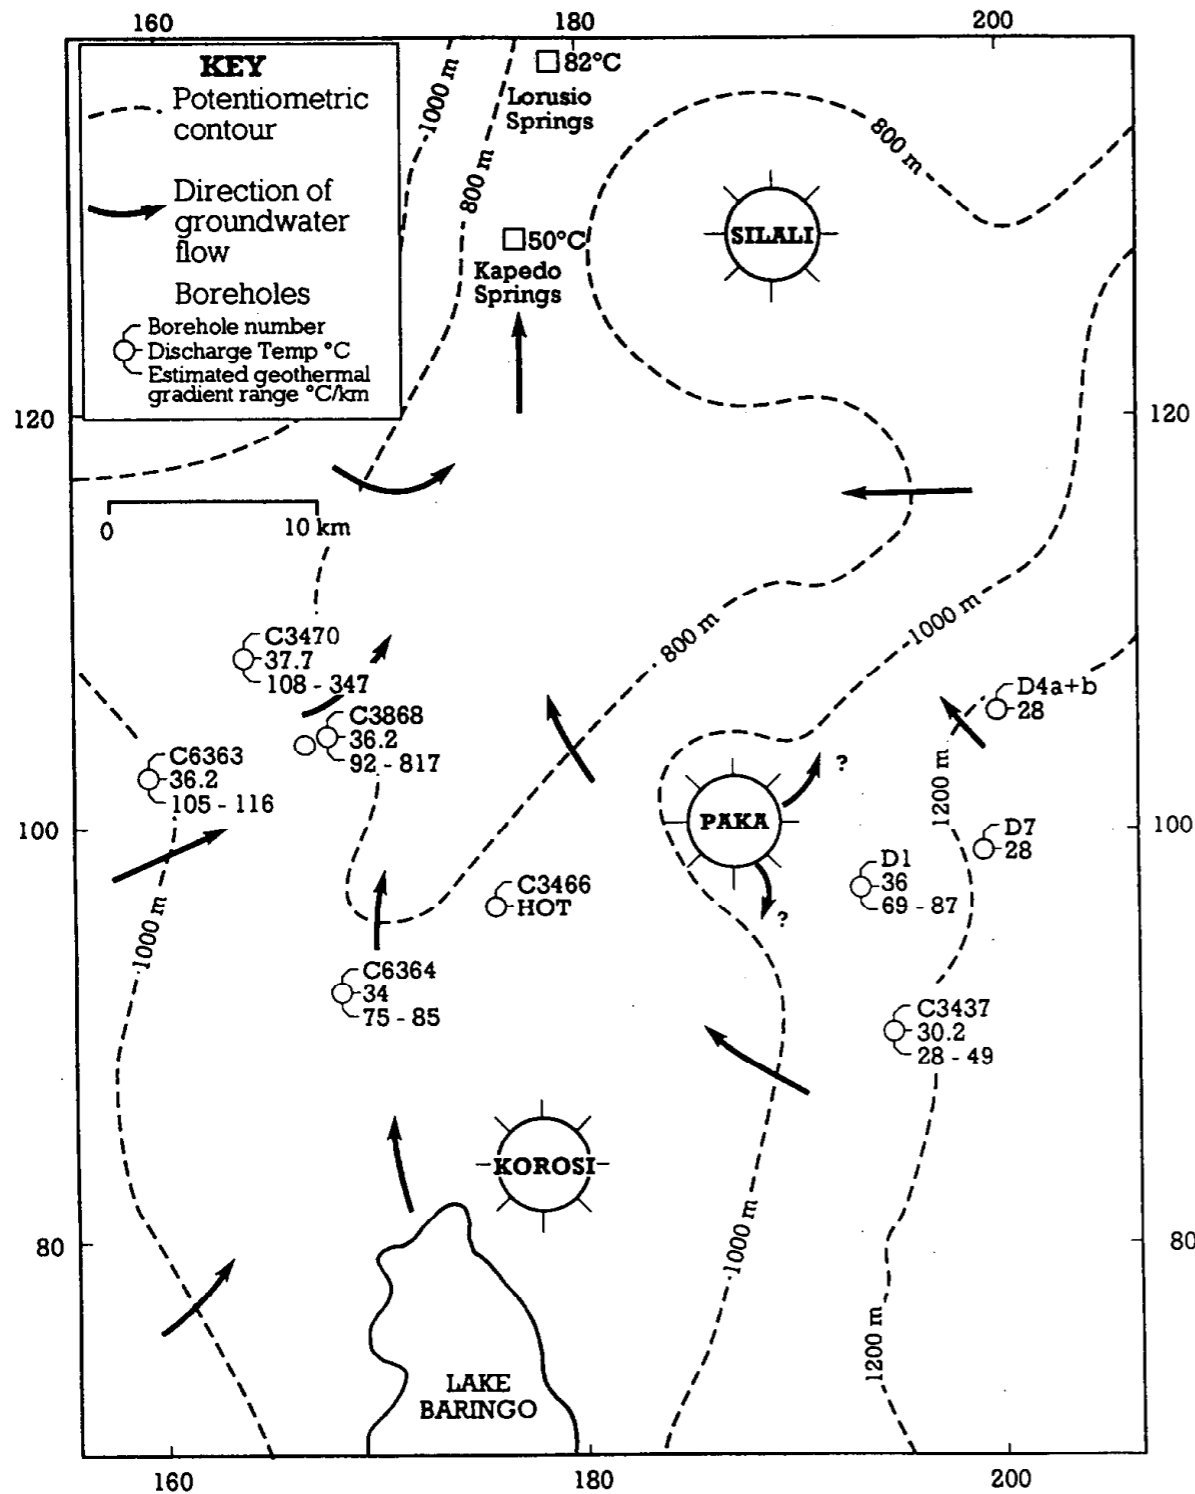 160
180
200
KEY
Potentiometric
contour
Direction of
groundwater
flow
Boreholes
Borehole number
Discharge Temp °C
Estimated geothermal
gradient range °C/km
1000 m
800 m
82°C
Lorusio
Springs
800 m
SILALI
50°C
Kapedo
Springs
120
120
0
10 km
C3470
37.7
108 - 347
800 m
1000 m
D4a+b
28
C3868
36.2
92 - 817
C6363
36.2
105 - 116
?
1200 m
PAKA
100
100
D7
28
D1
36
69 - 87
C3466
HOT
?
1000 m
C6364
34
75 - 85
C3437
30.2
28 - 49
KOROSI
1000 m
80
80
1200 m
LAKE
BARINGO
160
180
200